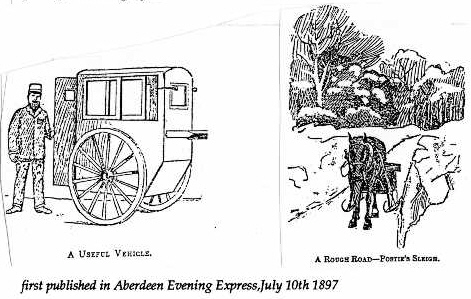 A USEFUL VEHICLE.
A ROUGH ROAD—POSTIE'S SLEIGH.
first published in Aberdeen Evening Express,July 10th 1897